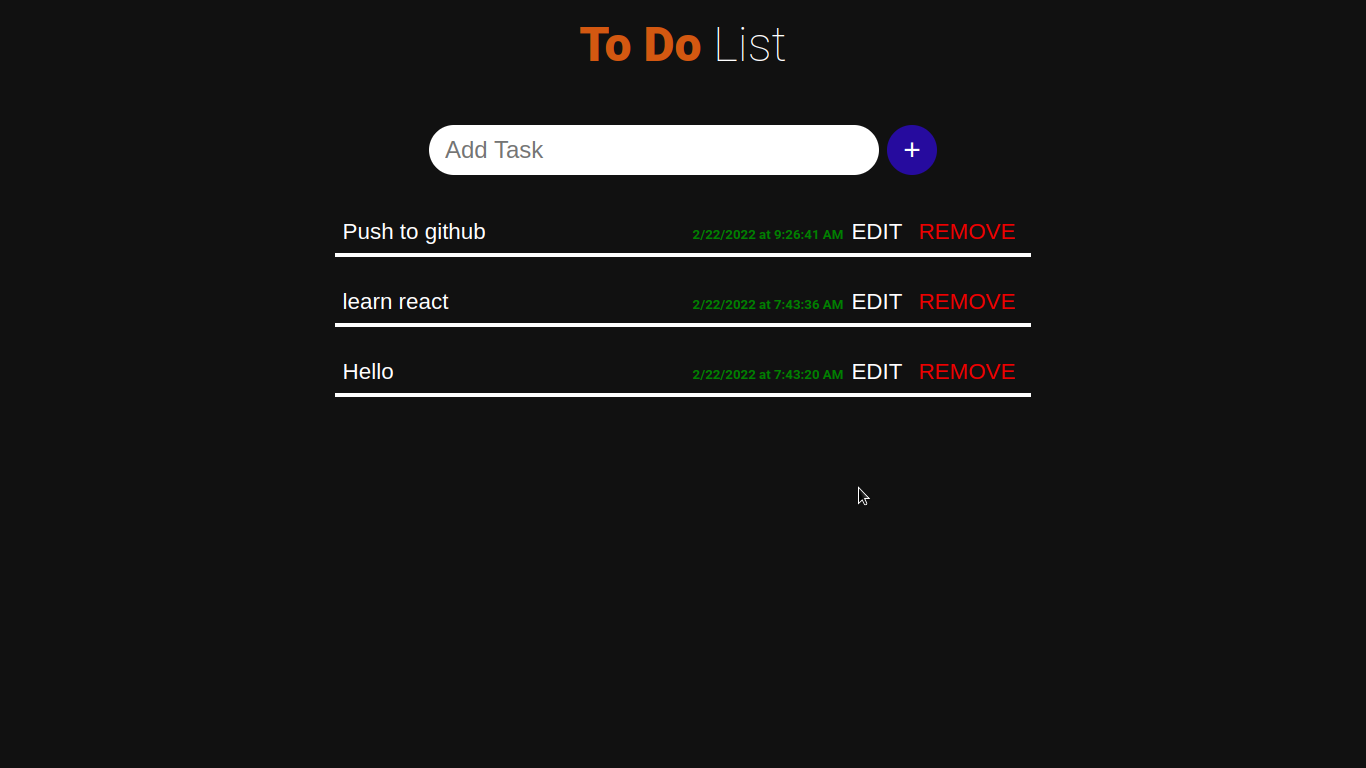 To Do List
Add Task +
Push to github 2/22/2022 at 9:26:41 AM EDIT REMOVE
learn react 2/22/2022 at 7:43:36 AM EDIT REMOVE
Hello 2/22/2022 at 7:43:20 AM EDIT REMOVE